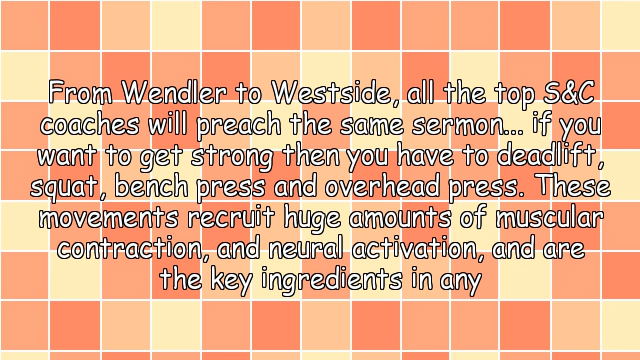 From Wendler to Westside, all the top S&C
coaches will preach the same sermon... if you
want to get strong then you have to deadlift,
squat, bench press and overhead press. These
movements recruit huge amounts of muscular
contraction, and neural activation, and are
the key ingredients in any